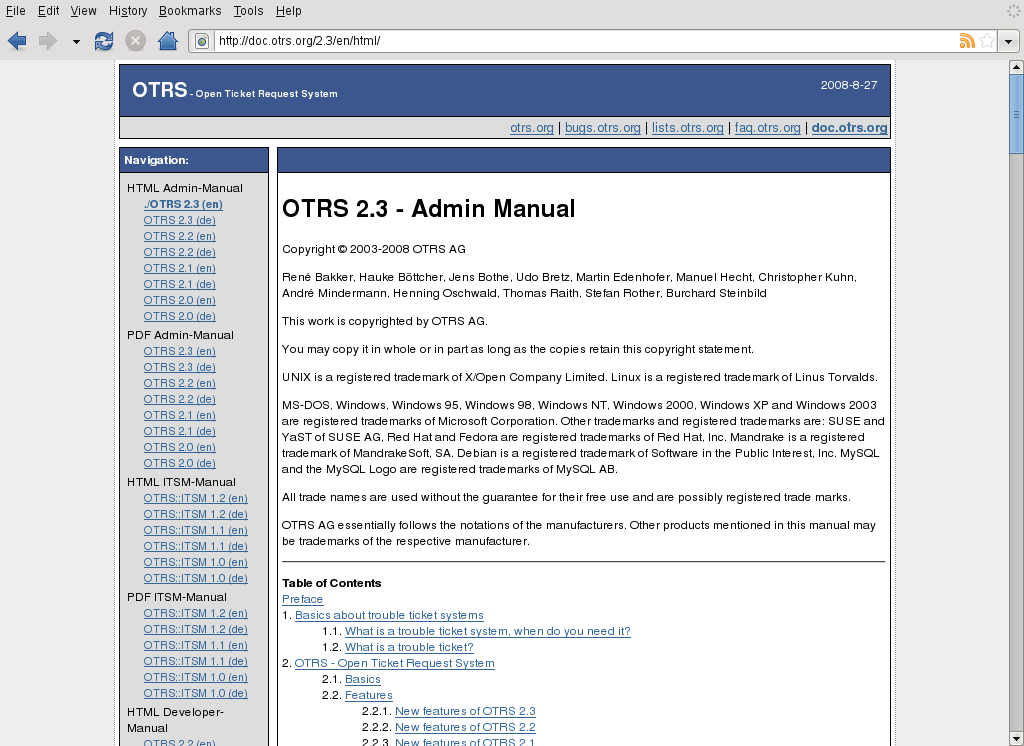 File Edit View History Bookmarks Tools Help
http://doc.otrs.org/2.3/en/html/
OTRS - Open Ticket Request System
2008-8-27
otrs.org | bugs.otrs.org | lists.otrs.org | faq.otrs.org | doc.otrs.org
Navigation:
HTML Admin-Manual
./OTRS 2.3 (en)
OTRS 2.3 (de)
OTRS 2.2 (en)
OTRS 2.2 (de)
OTRS 2.1 (en)
OTRS 2.1 (de)
OTRS 2.0 (en)
OTRS 2.0 (de)
PDF Admin-Manual
OTRS 2.3 (en)
OTRS 2.3 (de)
OTRS 2.2 (en)
OTRS 2.2 (de)
OTRS 2.1 (en)
OTRS 2.1 (de)
OTRS 2.0 (en)
OTRS 2.0 (de)
HTML ITSM-Manual
OTRS::ITSM 1.2 (en)
OTRS::ITSM 1.2 (de)
OTRS::ITSM 1.1 (en)
OTRS::ITSM 1.1 (de)
OTRS::ITSM 1.0 (en)
OTRS::ITSM 1.0 (de)
PDF ITSM-Manual
OTRS::ITSM 1.2 (en)
OTRS::ITSM 1.2 (de)
OTRS::ITSM 1.1 (en)
OTRS::ITSM 1.1 (de)
OTRS::ITSM 1.0 (en)
OTRS::ITSM 1.0 (de)
HTML Developer-
Manual
OTRS 2.2 (en)
OTRS 2.3 - Admin Manual
Copyright © 2003-2008 OTRS AG
René Bakker, Hauke Böttcher, Jens Bothe, Udo Bretz, Martin Edenhofer, Manuel Hecht, Christopher Kuhn,
André Mindermann, Henning Oschwald, Thomas Raith, Stefan Rother, Burchard Steinbild
This work is copyrighted by OTRS AG.
You may copy it in whole or in part as long as the copies retain this copyright statement.
UNIX is a registered trademark of X/Open Company Limited. Linux is a registered trademark of Linus Torvalds.
MS-DOS, Windows, Windows 95, Windows 98, Windows NT, Windows 2000, Windows XP and Windows 2003
are registered trademarks of Microsoft Corporation. Other trademarks and registered trademarks are: SUSE and
YaST of SUSE AG, Red Hat and Fedora are registered trademarks of Red Hat, Inc. Mandrake is a registered
trademark of MandrakeSoft, SA. Debian is a registered trademark of Software in the Public Interest, Inc. MySQL
and the MySQL Logo are registered trademarks of MySQL AB.
All trade names are used without the guarantee for their free use and are possibly registered trade marks.
OTRS AG essentially follows the notations of the manufacturers. Other products mentioned in this manual may
be trademarks of the respective manufacturer.
Table of Contents
Preface
1. Basics about trouble ticket systems
1.1. What is a trouble ticket system, when do you need it?
1.2. What is a trouble ticket?
2. OTRS - Open Ticket Request System
2.1. Basics
2.2. Features
2.2.1. New features of OTRS 2.3
2.2.2. New features of OTRS 2.2
2.2.3. New features of OTRS 2.1